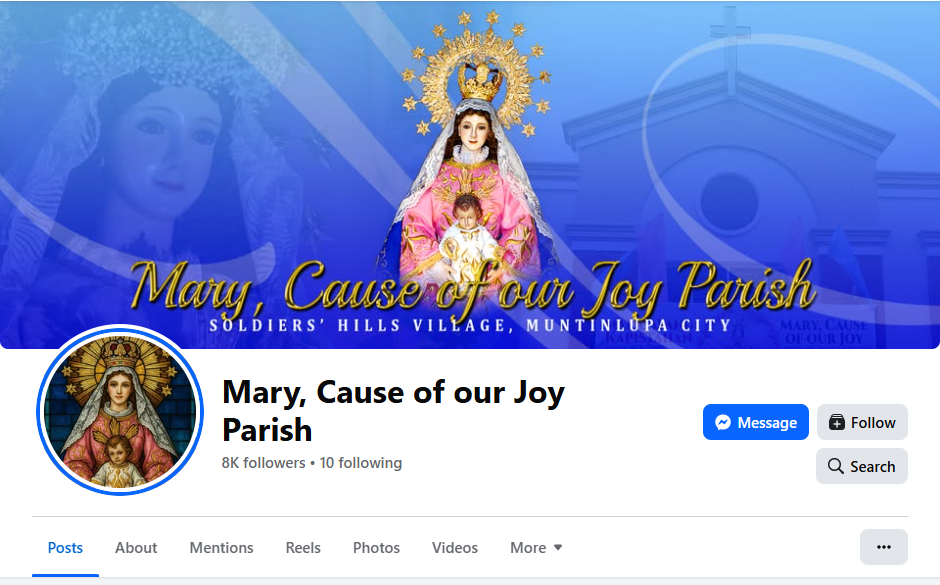 Mary, Cause of our Joy Parish
SOLDIERS' HILLS VILLAGE, MUNTINLUPA CITY
MARY, CAUSE
OF OUR JOY
Mary, Cause of our Joy
Parish
8K followers • 10 following
Message
Follow
Search
Posts
About
Mentions
Reels
Photos
Videos
More